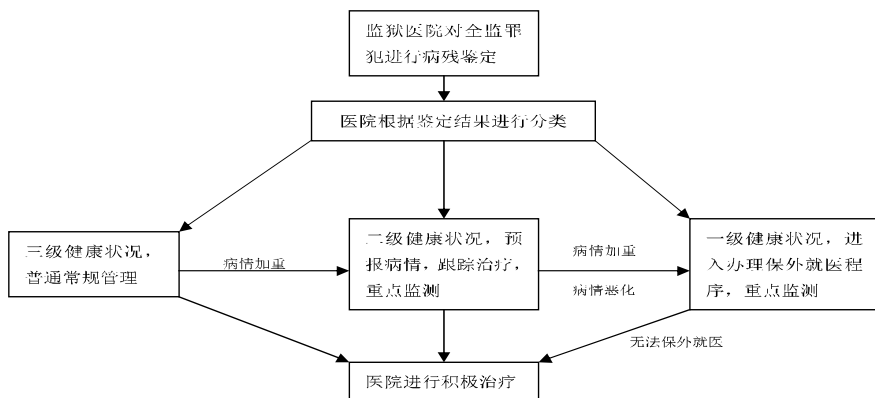 监狱医院对全监罪
犯进行病残鉴定
医院根据鉴定结果进行分类
三级健康状况，
普通常规管理
病情加重
二级健康状况，预
报病情，跟踪治疗，
重点监测
病情加重
病情恶化
一级健康状况，进
入办理保外就医程
序，重点监测
无法保外就医
医院进行积极治疗